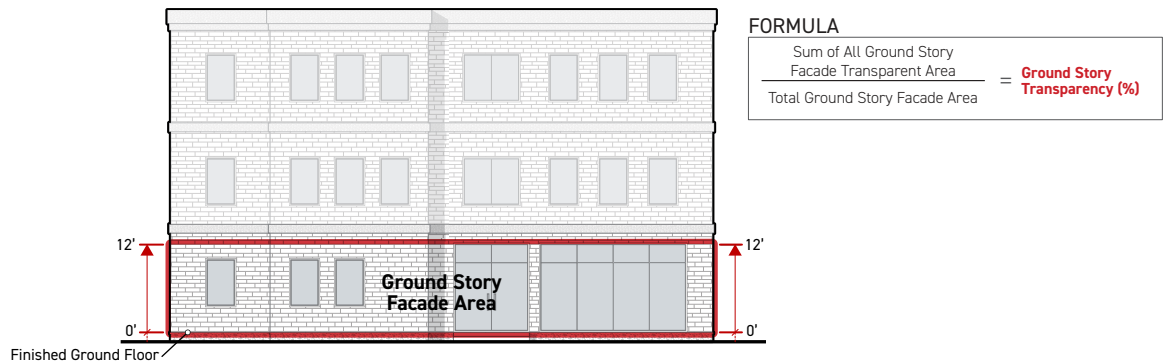 FORMULA
Sum of All Ground Story
Facade Transparent Area
Total Ground Story Facade Area
= Ground Story
Transparency (%)
12'
12'
Ground Story
Facade Area
0'
0'
Finished Ground Floor